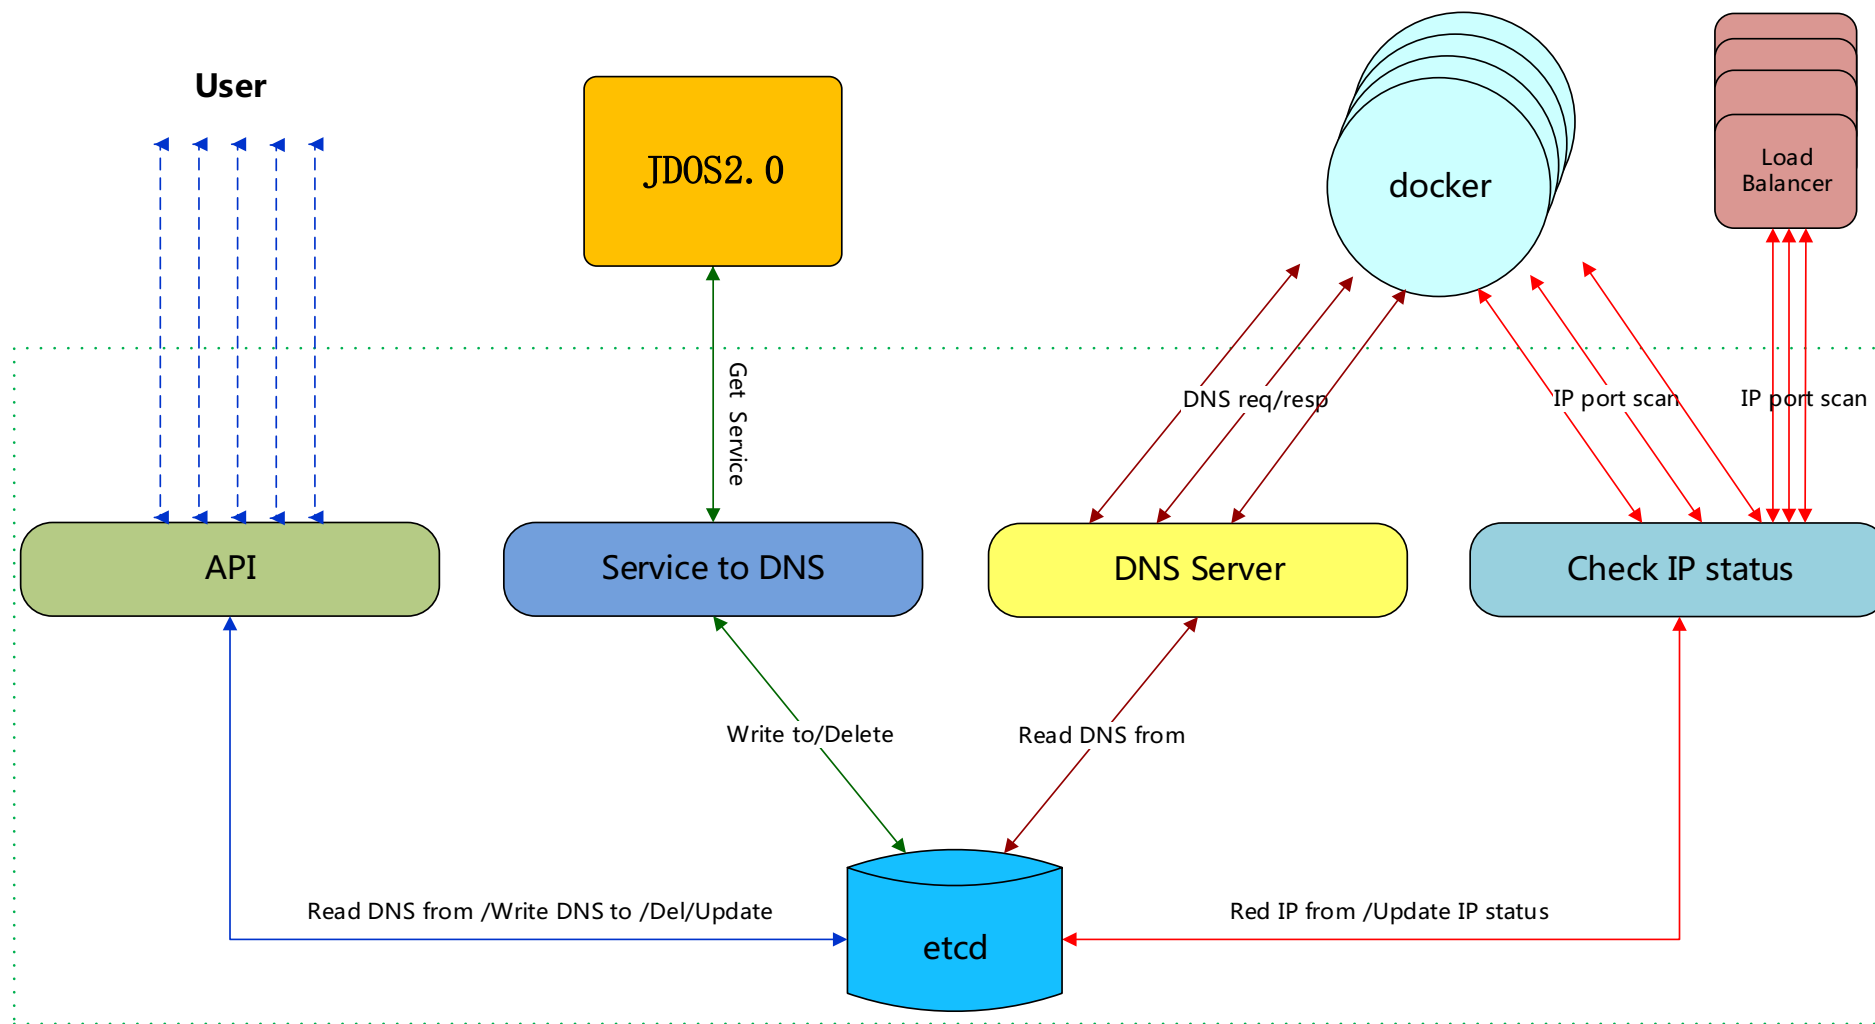 User
JDOS2.0
docker
Load
Balancer
Get Service
DNS req/resp
IP port scan
IP port scan
API
Service to DNS
DNS Server
Check IP status
Write to/Delete
Read DNS from
Read DNS from /Write DNS to /Del/Update
Red IP from /Update IP status
etcd